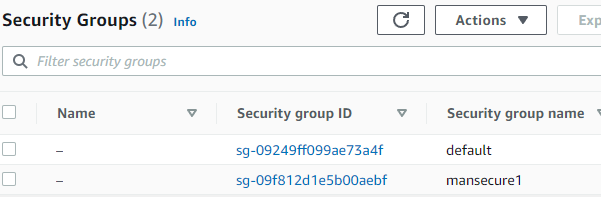 Security Groups (2) Info
Actions
Exp
Filter security groups
Name Security group ID Security group name
– sg-09249ff099ae73a4f default
– sg-09f812d1e5b00aebf mansecure1